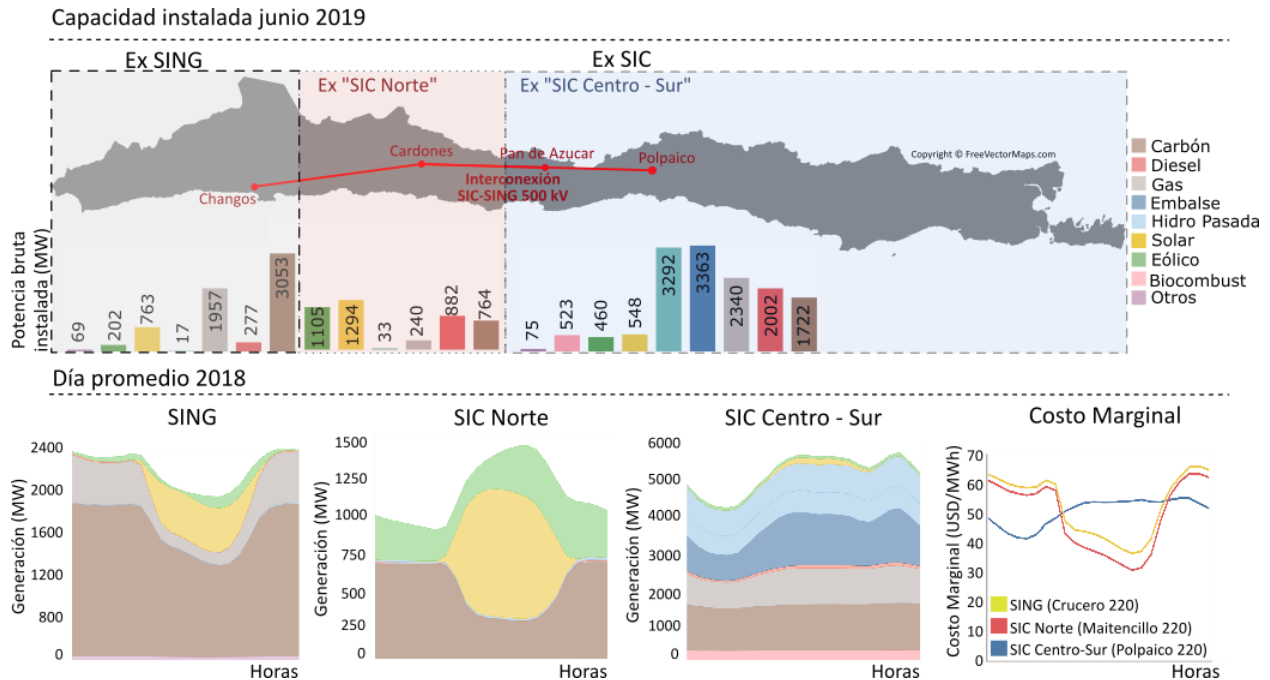 Capacidad instalada junio 2019
Ex SING
Ex SIC
Ex "SIC Norte"
Ex "SIC Centro - Sur"
Changos
Cardones
Pan de Azucar
Polpaico
Interconexión
SIC-SING 500 kV
Copyright © FreeVectorMaps.com
Carbón
Diesel
Gas
Embalse
Hidro Pasada
Solar
Eólico
Biocombust
Otros
Potencia bruta
instalada (MW)
69
202
763
17
1957
277
3053
1105
1294
33
240
882
764
75
523
460
548
3292
3363
2340
2002
1722
Día promedio 2018
SING
Generación (MW)
2400
2000
1600
1200
800
400
0
Horas
SIC Norte
Generación (MW)
1500
1250
1000
750
500
250
0
Horas
SIC Centro - Sur
Generación (MW)
6000
5000
4000
3000
2000
1000
0
Horas
Costo Marginal
Costo Marginal (USD/MWh)
70
60
50
40
30
20
10
0
SING (Crucero 220)
SIC Norte (Maitencillo 220)
SIC Centro-Sur (Polpaico 220)
Horas